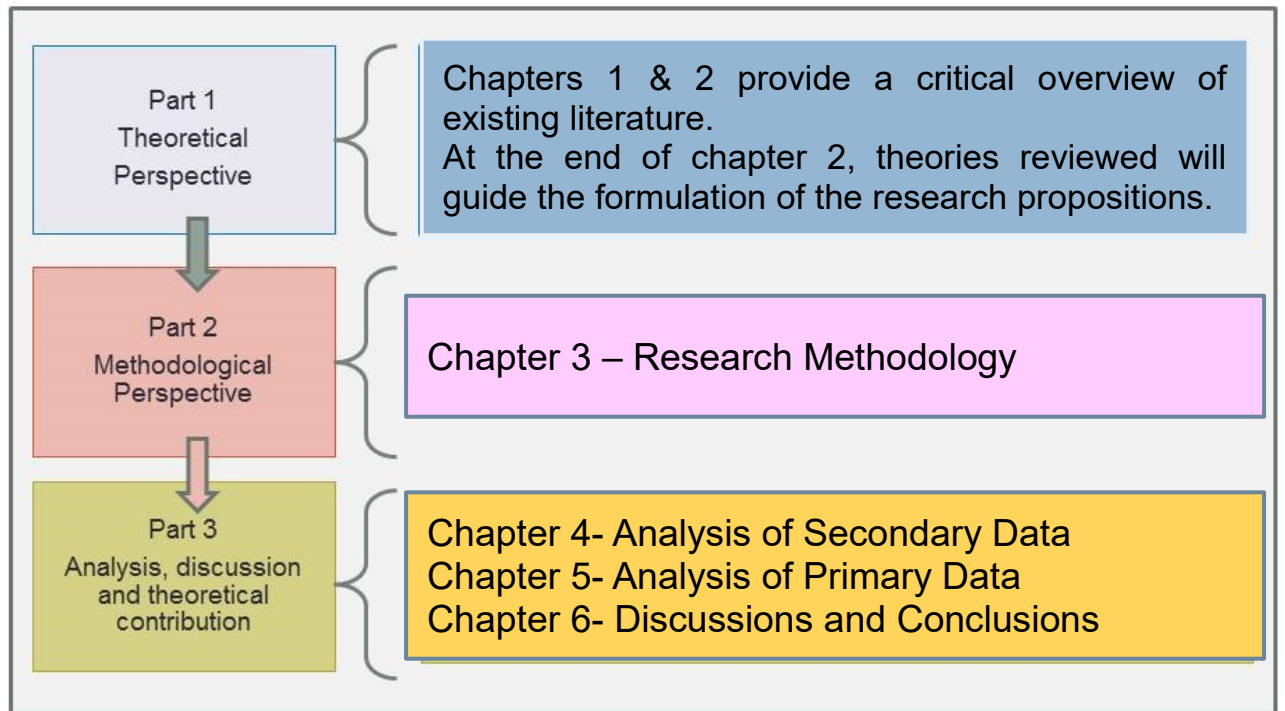 Part 1
Theoretical
Perspective
Chapters 1 & 2 provide a critical overview of
existing literature.
At the end of chapter 2, theories reviewed will
guide the formulation of the research propositions.
Part 2
Methodological
Perspective
Chapter 3 – Research Methodology
Part 3
Analysis, discussion
and theoretical
contribution
Chapter 4- Analysis of Secondary Data
Chapter 5- Analysis of Primary Data
Chapter 6- Discussions and Conclusions